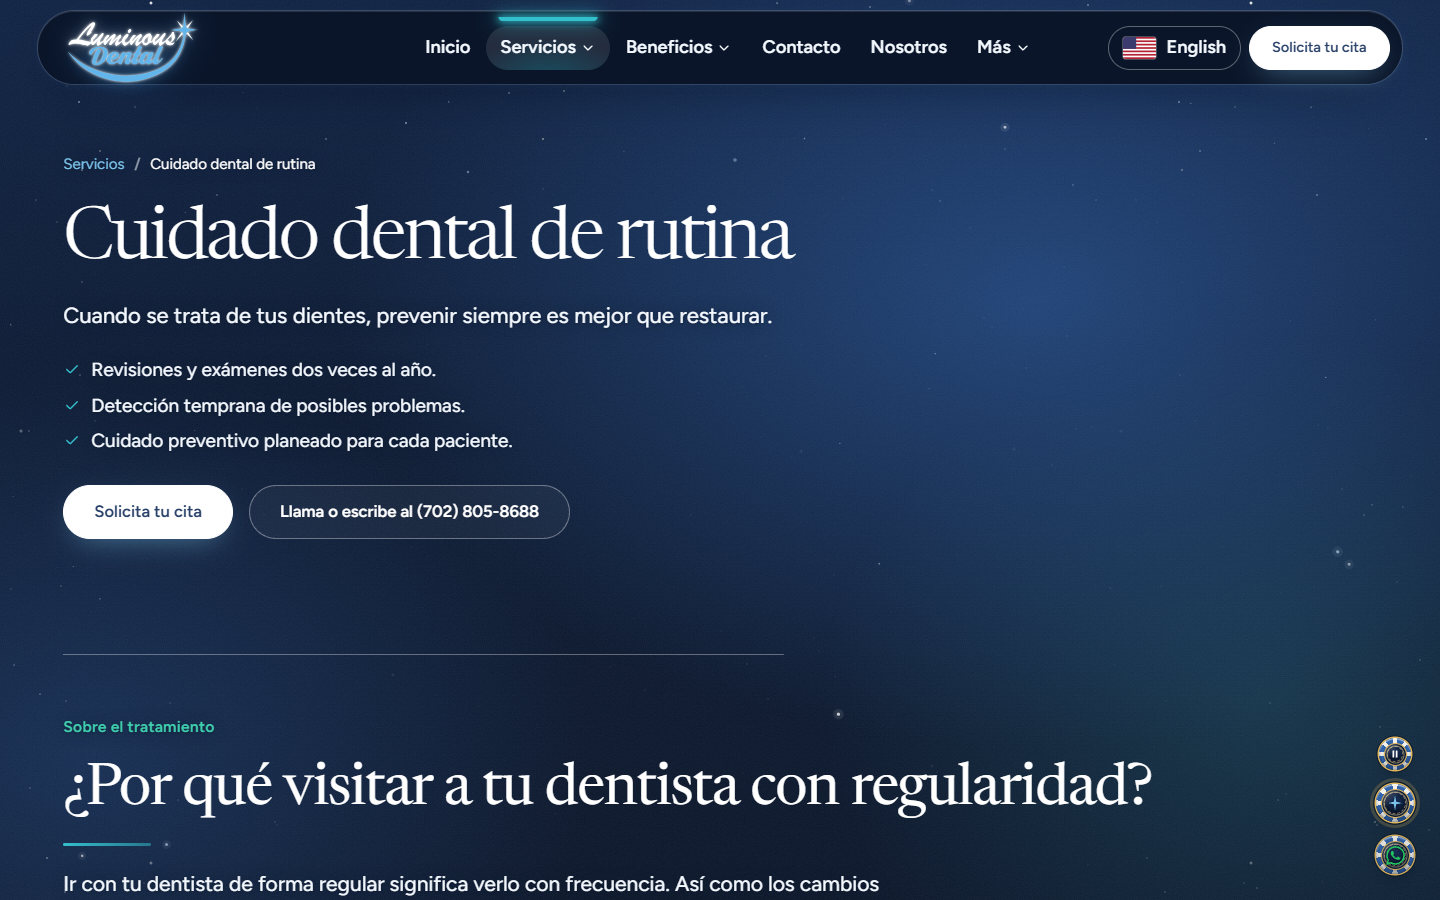 Luminous
Dental
Inicio
Servicios
Beneficios
Contacto
Nosotros
Más
English
Solicita tu cita
Servicios / Cuidado dental de rutina
Cuidado dental de rutina
Cuando se trata de tus dientes, prevenir siempre es mejor que restaurar.
Revisiones y exámenes dos veces al año.
Detección temprana de posibles problemas.
Cuidado preventivo planeado para cada paciente.
Solicita tu cita
Llama o escribe al (702) 805-8688
Sobre el tratamiento
¿Por qué visitar a tu dentista con regularidad?
Ir con tu dentista de forma regular significa verlo con frecuencia. Así como los cambios